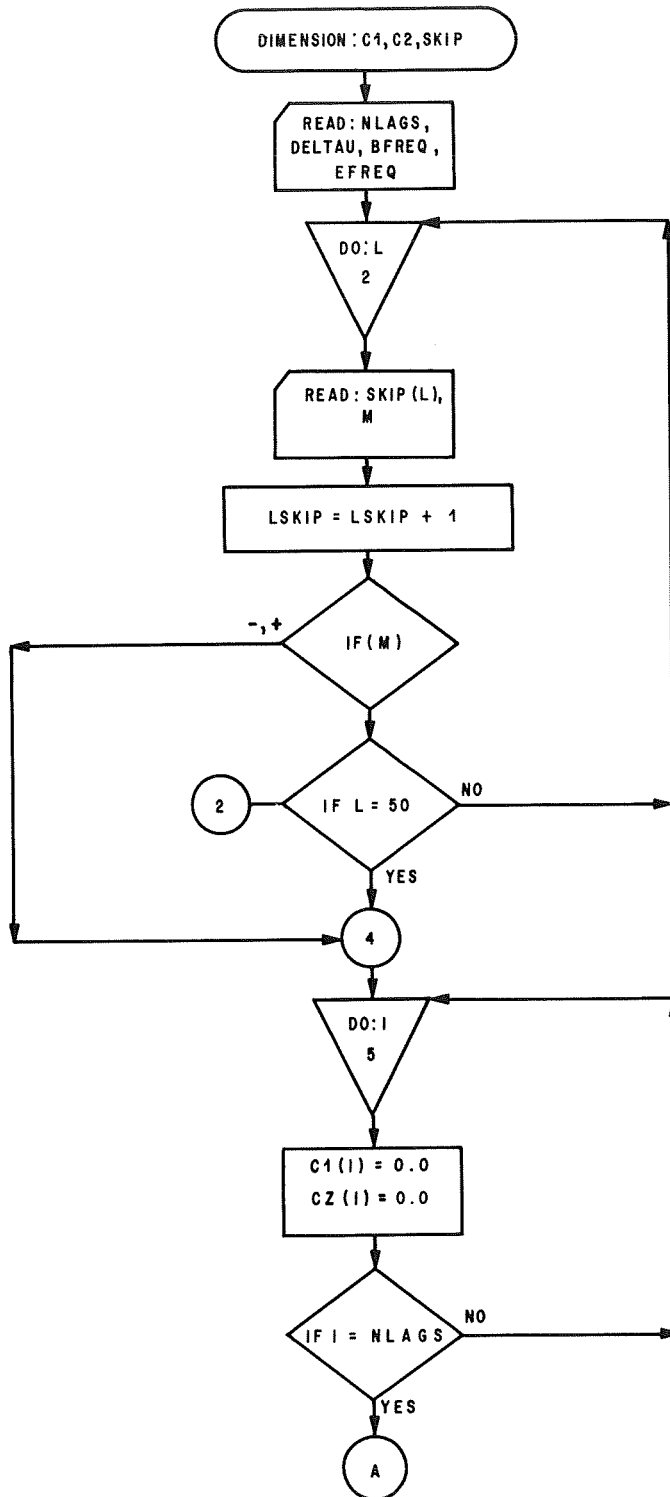 DIMENSION: C1, C2, SKIP
READ: NLAGS,
DELTAU, BFREQ,
EFREQ
DO: L
2
READ: SKIP(L),
M
LSKIP = LSKIP + 1
-, +
IF(M)
2
IF L = 50
NO
YES
4
DO: I
5
C1(I) = 0.0
CZ(I) = 0.0
IF I = NLAGS
NO
YES
A